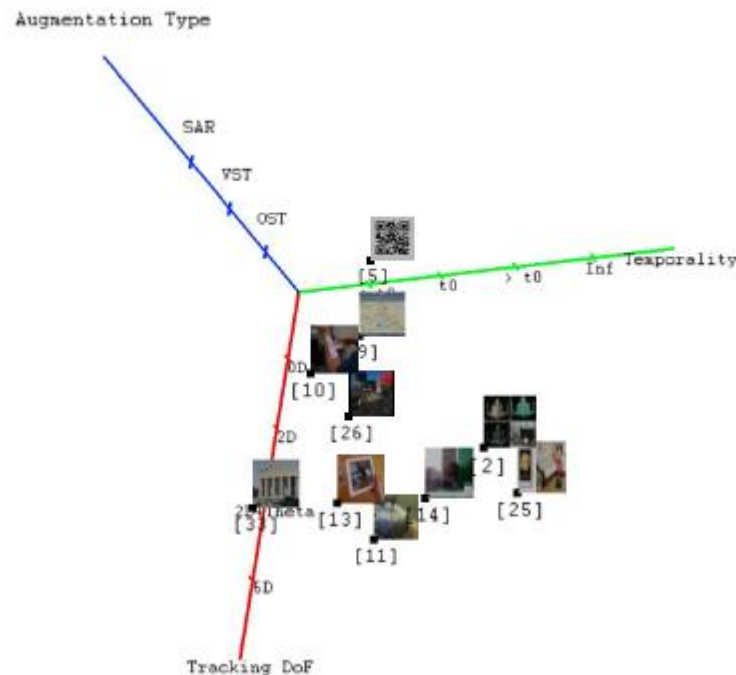 Augmentation Type
SAR
VST
OST
[5]
t0
> t0
Inf
Temporality
9]
0D
[10]
[26]
2D
[2]
[33]
[13]
[14]
[25]
[11]
6D
Tracking DoF